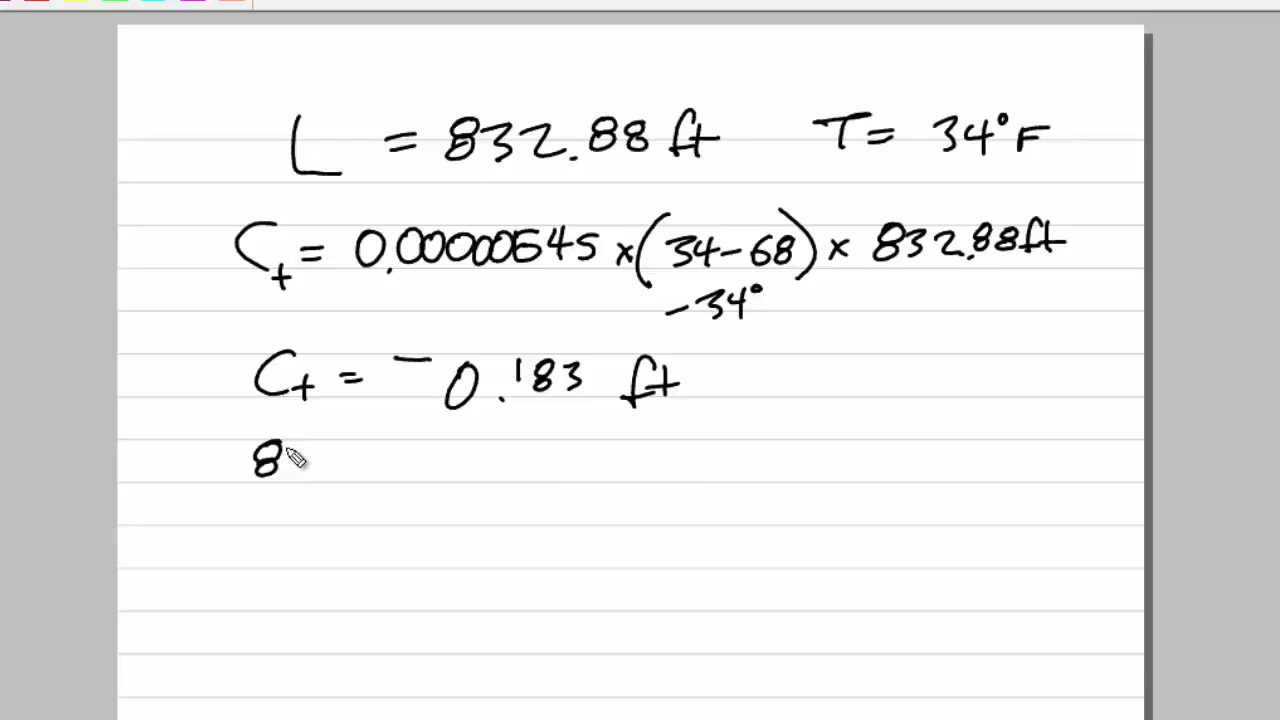 L = 832.88 ft T = 34°F
Ct = 0.00000645 × (34-68) × 832.88ft
-34°
Ct = -0.183 ft
8